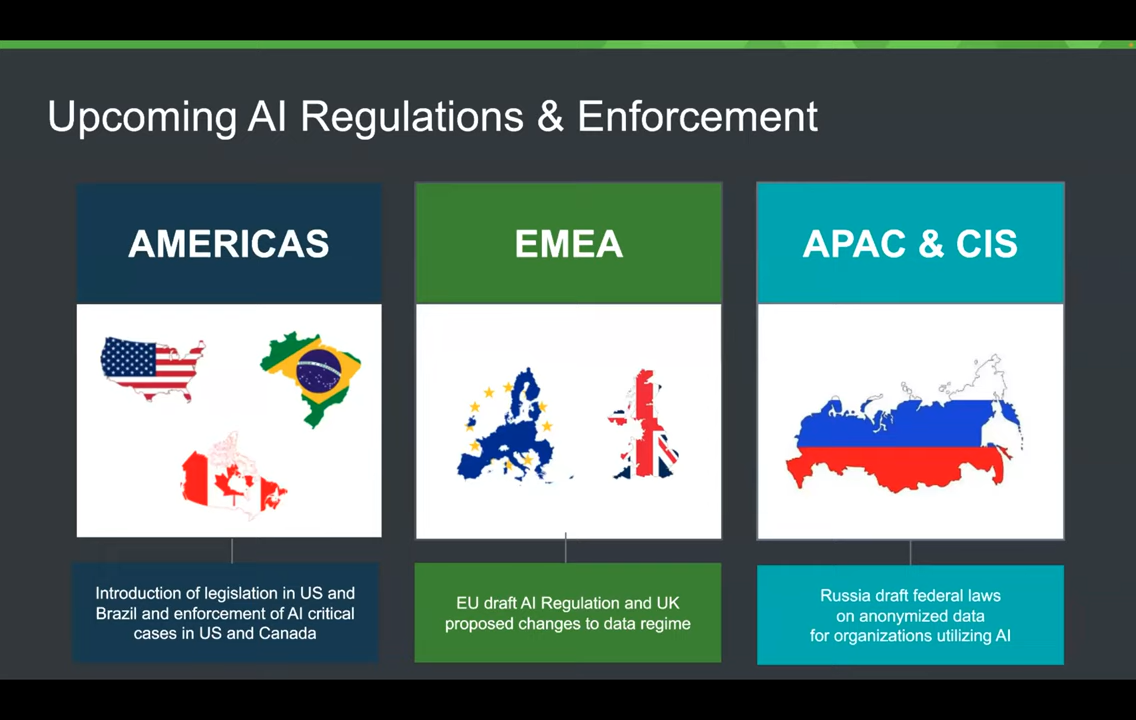 Upcoming AI Regulations & Enforcement
AMERICAS
EMEA
APAC & CIS
Introduction of legislation in US and
Brazil and enforcement of AI critical
cases in US and Canada
EU draft AI Regulation and UK
proposed changes to data regime
Russia draft federal laws
on anonymized data
for organizations utilizing AI